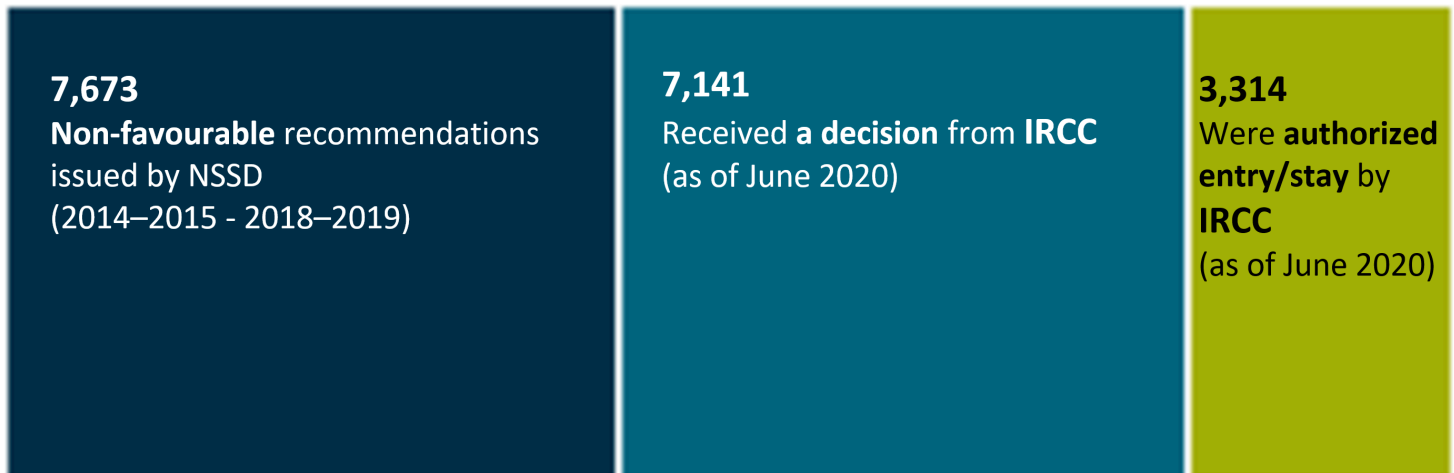 7,673
Non-favourable recommendations
issued by NSSD
(2014–2015 - 2018–2019)
7,141
Received a decision from IRCC
(as of June 2020)
3,314
Were authorized
entry/stay by
IRCC
(as of June 2020)